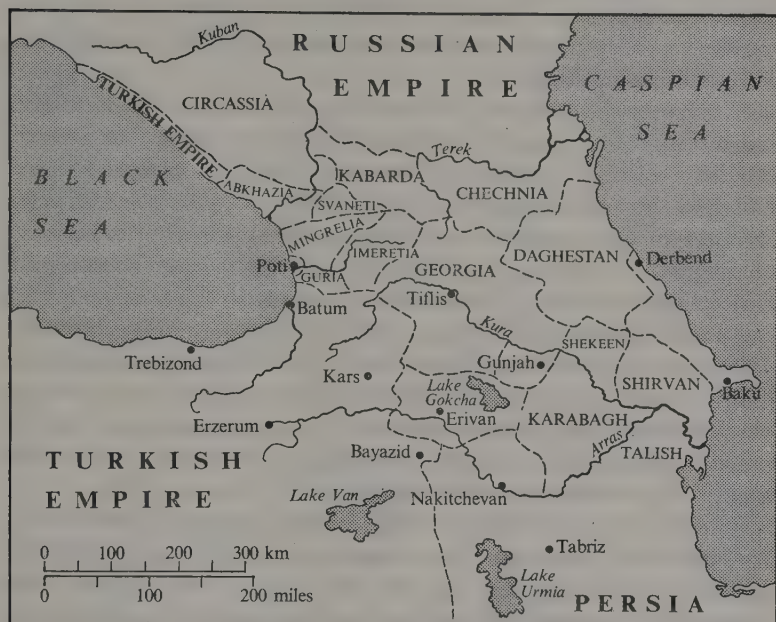 RUSSIAN
EMPIRE
Kuban
CASPIAN
SEA
CIRCASSIA
TURKISH EMPIRE
BLACK
SEA
ABKHAZIA
KABARDA
Terek
SVANETI
CHECHNIA
MINGRELIA
IMERETIA
DAGHESTAN
Derbend
Poti
GURIA
GEORGIA
Batum
Tiflis
Kura
Trebizond
SHEKEEN
Gunjah
Kars
SHIRVAN
Baku
Lake
Gokcha
Erivan
KARABAGH
Erzerum
Arras
TALISH
Bayazid
TURKISH
EMPIRE
Lake Van
Nakitchevan
Tabriz
0 100 200 300 km
0 100 200 miles
Lake
Urmia
PERSIA